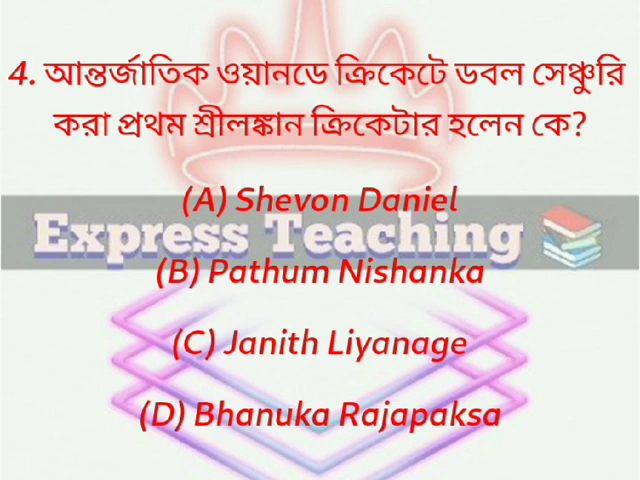 4. আন্তর্জাতিক ওয়ানডে ক্রিকেটে ডবল সেঞ্চুরি
করা প্রথম শ্রীলঙ্কান ক্রিকেটার হলেন কে?
(A) Shevon Daniel
Express Teaching
(B) Pathum Nishanka
(C) Janith Liyanage
(D) Bhanuka Rajapaksa